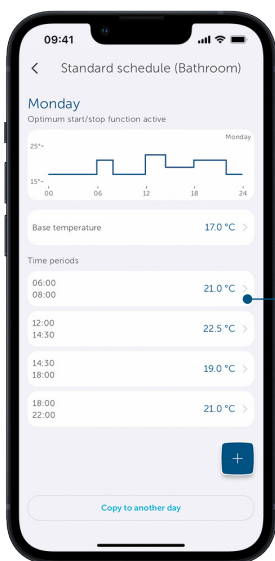 09:41
Standard schedule (Bathroom)
Monday
Optimum start/stop function active
Monday
25°-
15°-
00 06 12 18 24
Base temperature 17.0 °C
Time periods
06:00
08:00
21.0 °C
12:00
14:30
22.5 °C
14:30
18:00
19.0 °C
18:00
22:00
21.0 °C
+
Copy to another day